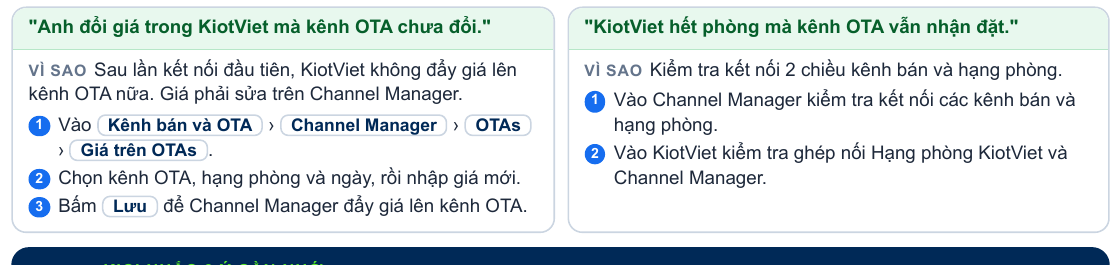 "Anh đổi giá trong KiotViet mà kênh OTA chưa đổi."
VÌ SAO Sau lần kết nối đầu tiên, KiotViet không đẩy giá lên
kênh OTA nữa. Giá phải sửa trên Channel Manager.
1 Vào Kênh bán và OTA › Channel Manager › OTAs
› Giá trên OTAs .
2 Chọn kênh OTA, hạng phòng và ngày, rồi nhập giá mới.
3 Bấm Lưu để Channel Manager đẩy giá lên kênh OTA.
"KiotViet hết phòng mà kênh OTA vẫn nhận đặt."
VÌ SAO Kiểm tra kết nối 2 chiều kênh bán và hạng phòng.
1 Vào Channel Manager kiểm tra kết nối các kênh bán và
hạng phòng.
2 Vào KiotViet kiểm tra ghép nối Hạng phòng KiotViet và
Channel Manager.